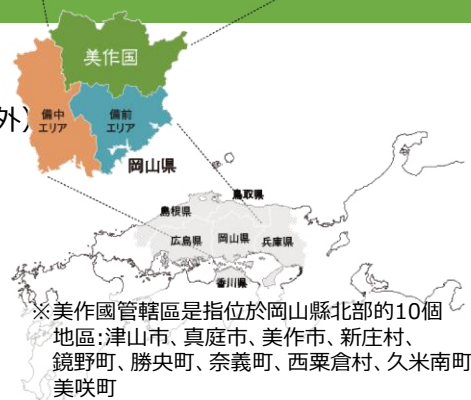 美作国
外）
備中
エリア
備前
エリア
岡山県
鳥取県
島根県
広島県
岡山県
兵庫県
香川県
※美作國管轄區是指位於岡山縣北部的10個
地區:津山市、真庭市、美作市、新庄村、
鏡野町、勝央町、奈義町、西粟倉村、久米南町
美咲町